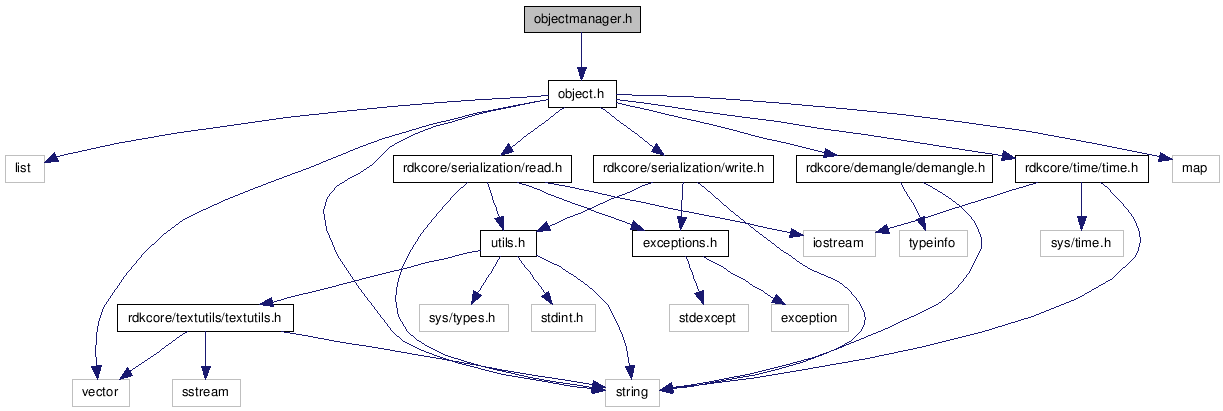 objectmanager.h
object.h
list
rdkcore/serialization/read.h
rdkcore/serialization/write.h
rdkcore/demangle/demangle.h
rdkcore/time/time.h
map
utils.h
exceptions.h
iostream
typeinfo
sys/time.h
rdkcore/textutils/textutils.h
sys/types.h
stdint.h
stdexcept
exception
vector
sstream
string